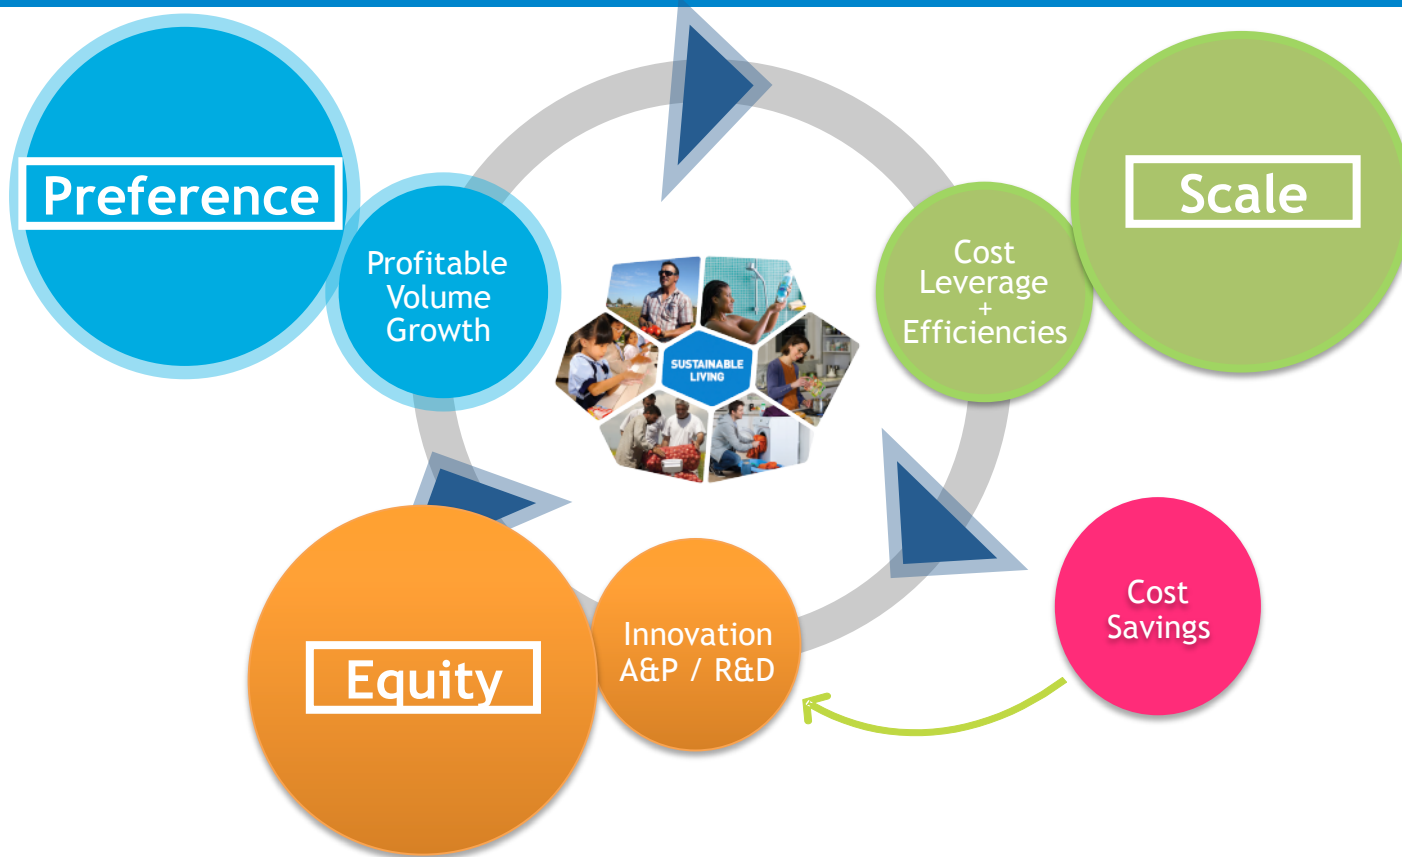 Preference
Profitable
Volume
Growth
SUSTAINABLE
LIVING
Cost
Leverage
+
Efficiencies
Scale
Equity
Innovation
A&P / R&D
Cost
Savings